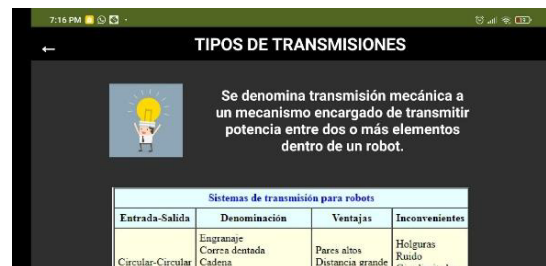 7:16 PM
TIPOS DE TRANSMISIONES
Se denomina transmisión mecánica a
un mecanismo encargado de transmitir
potencia entre dos o más elementos
dentro de un robot.
Sistemas de transmisión para robots
Entrada-Salida Denominación Ventajas Inconvenientes
Engranaje
Correa dentada Pares altos Holguras
Circular-Circular Cadena Distancia grande Ruido